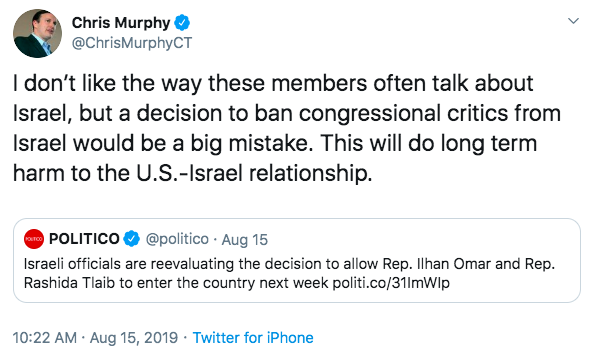 Chris Murphy
@ChrisMurphyCT
I don't like the way these members often talk about
Israel, but a decision to ban congressional critics from
Israel would be a big mistake. This will do long term
harm to the U.S.-Israel relationship.
POLITICO
POLITICO @politico · Aug 15
Israeli officials are reevaluating the decision to allow Rep. Ilhan Omar and Rep.
Rashida Tlaib to enter the country next week politi.co/31ImWIp
10:22 AM · Aug 15, 2019 · Twitter for iPhone